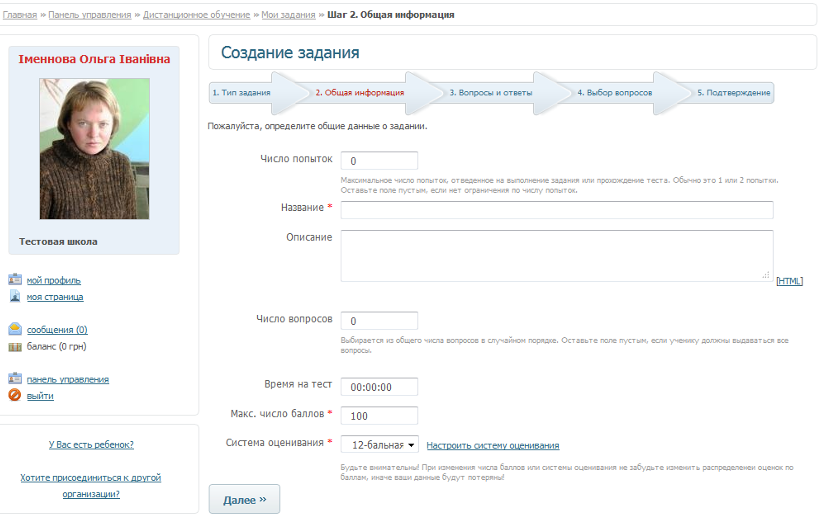 Главная » Панель управления » Дистанционное обучение » Мои задания » Шаг 2. Общая информация
Іменнова Ольга Іванівна
Тестовая школа
мой профиль
моя страница
сообщения (0)
баланс (0 грн)
панель управления
выйти
У Вас есть ребенок?
Хотите присоединиться к другой
организации?
Создание задания
1. Тип задания
2. Общая информация
3. Вопросы и ответы
4. Выбор вопросов
5. Подтверждение
Пожалуйста, определите общие данные о задании.
Число попыток 0
Максимальное число попыток, отведенное на выполнение задания или прохождение теста. Обычно это 1 или 2 попытки.
Оставьте поле пустым, если нет ограничения по числу попыток.
Название *
Описание
[HTML]
Число вопросов 0
Выбирается из общего числа вопросов в случайном порядке. Оставьте поле пустым, если ученику должны выдаваться все
вопросы.
Время на тест 00:00:00
Макс. число баллов * 100
Система оценивания * 12-бальная Настроить систему оценивания
Будьте внимательны! При изменения числа баллов или системы оценивания не забудьте изменить распределенеи оценок по
баллам, иначе ваши данные будут потеряны!
Далее »